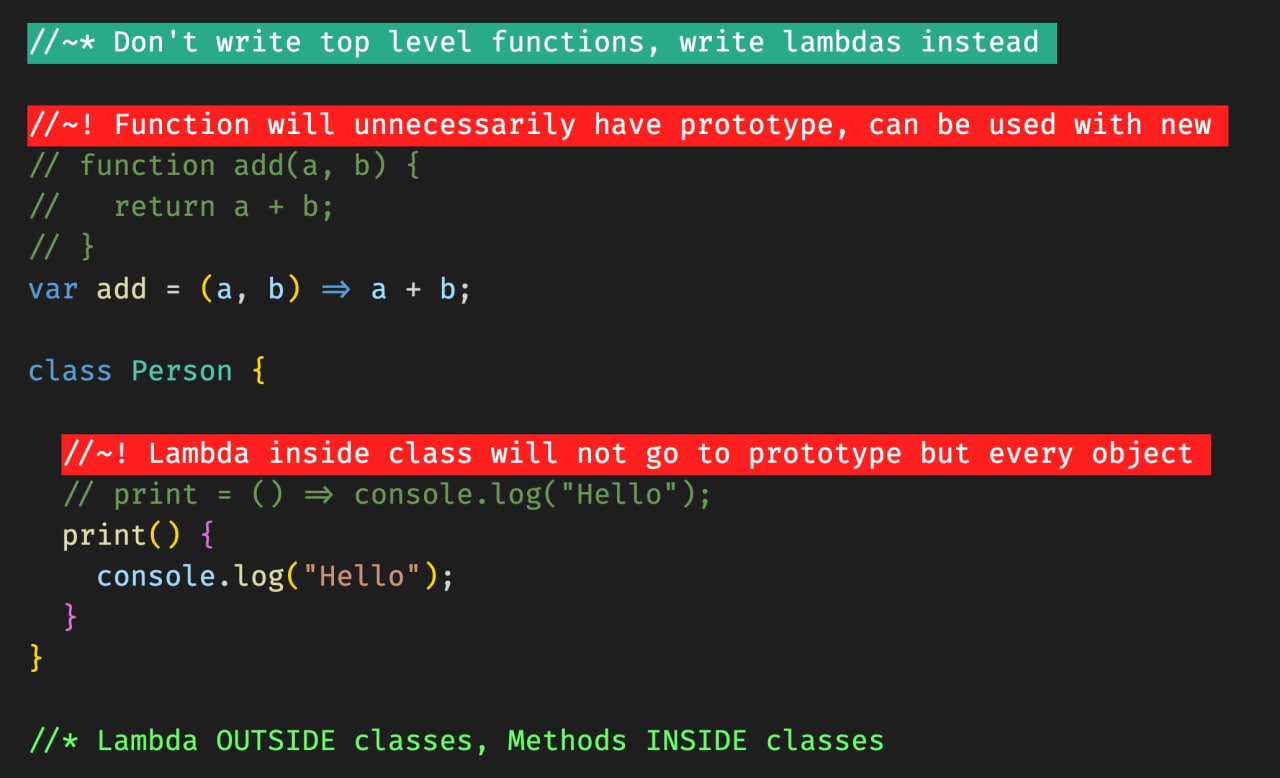 //~* Don't write top level functions, write lambdas instead
//~! Function will unnecessarily have prototype, can be used with new
// function add(a, b) {
//   return a + b;
// }
var add = (a, b) => a + b;
class Person {
  //~! Lambda inside class will not go to prototype but every object
  // print = () => console.log("Hello");
  print() {
    console.log("Hello");
  }
}
//* Lambda OUTSIDE classes, Methods INSIDE classes